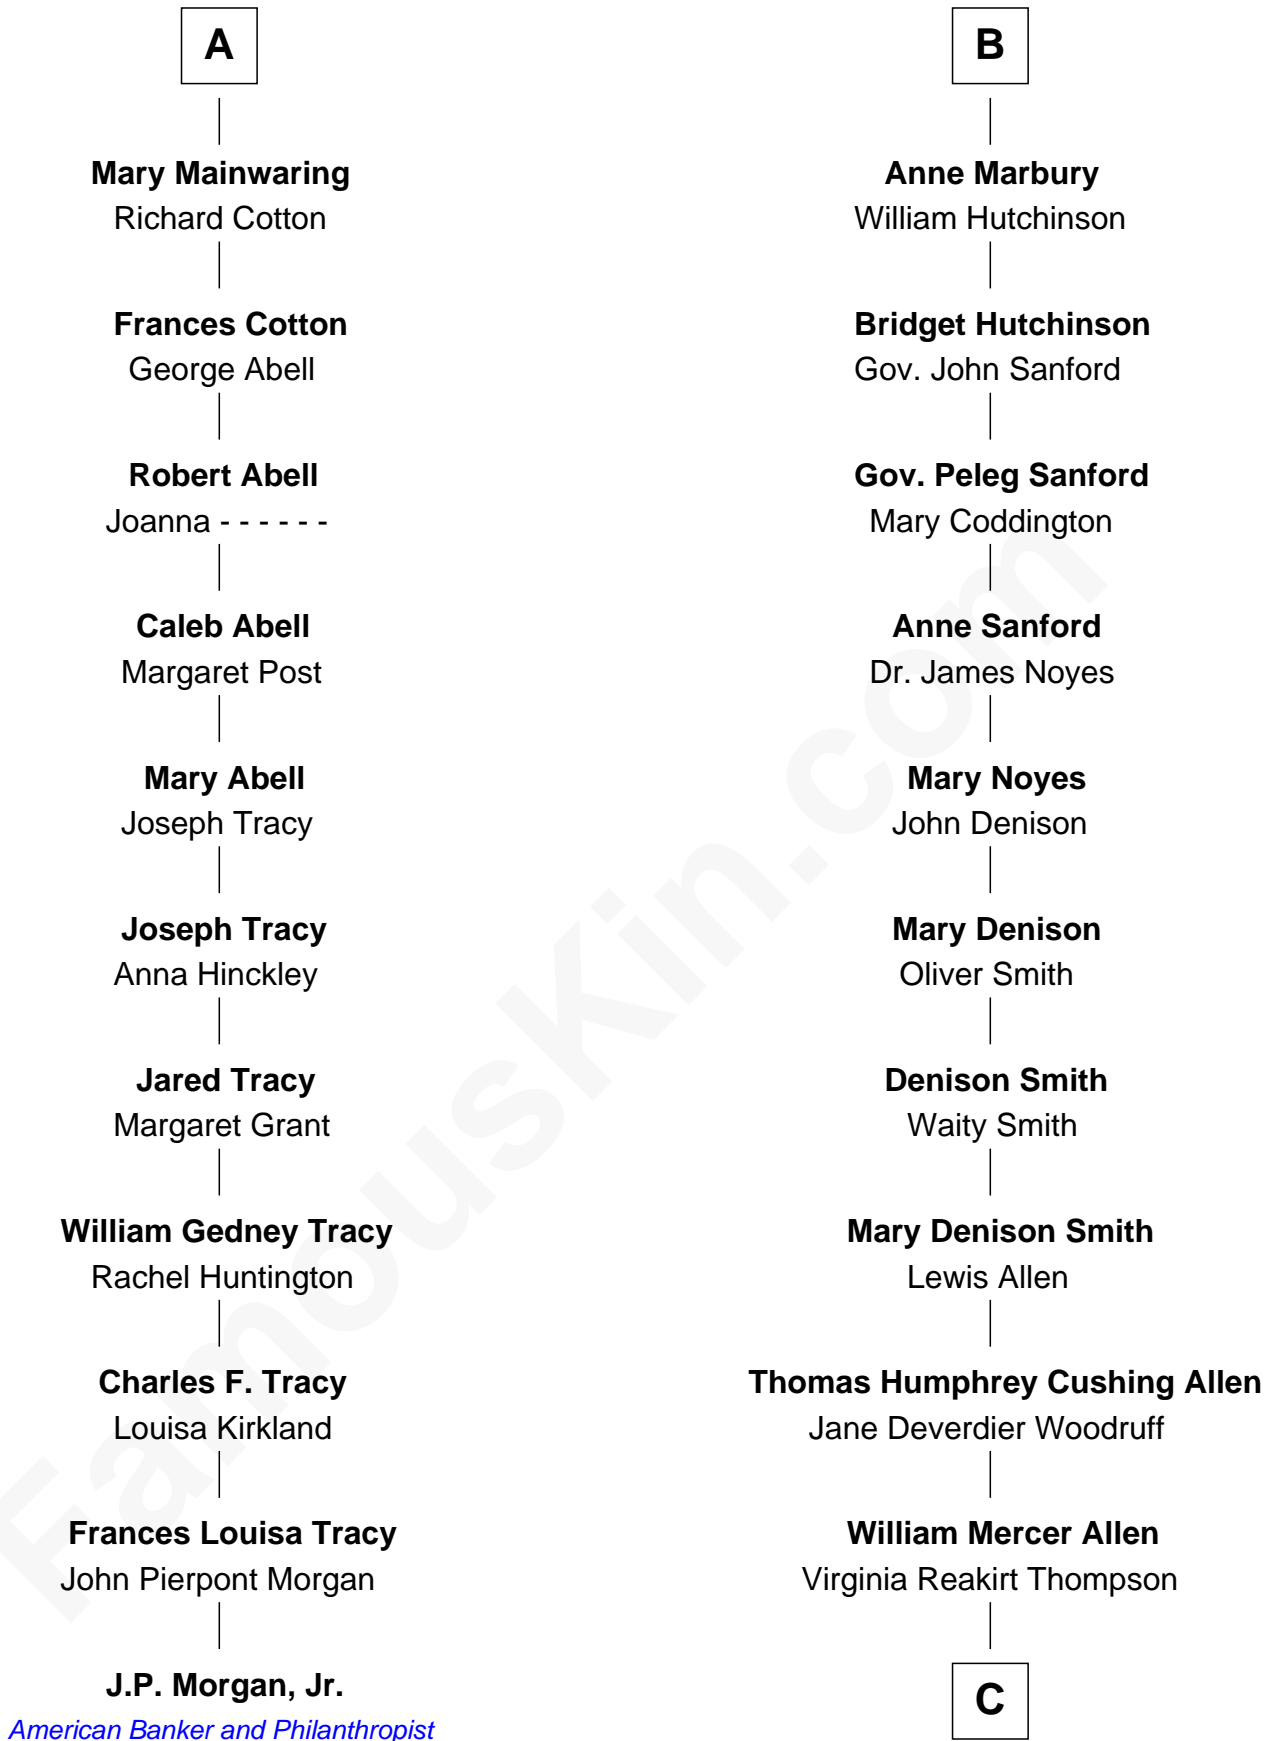 A
Mary Mainwaring
Richard Cotton
Frances Cotton
George Abell
Robert Abell
Joanna - - - - - -
Caleb Abell
Margaret Post
Mary Abell
Joseph Tracy
Joseph Tracy
Anna Hinckley
Jared Tracy
Margaret Grant
William Gedney Tracy
Rachel Huntington
Charles F. Tracy
Louisa Kirkland
Frances Louisa Tracy
John Pierpont Morgan
J.P. Morgan, Jr.
American Banker and Philanthropist
B
Anne Marbury
William Hutchinson
Bridget Hutchinson
Gov. John Sanford
Gov. Peleg Sanford
Mary Coddington
Anne Sanford
Dr. James Noyes
Mary Noyes
John Denison
Mary Denison
Oliver Smith
Denison Smith
Waity Smith
Mary Denison Smith
Lewis Allen
Thomas Humphrey Cushing Allen
Jane Deverdier Woodruff
William Mercer Allen
Virginia Reakirt Thompson
C
FamousKin.com